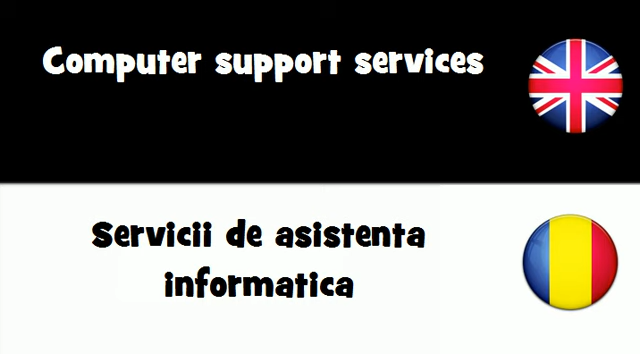 Computer support services
Servicii de asistenta
informatica